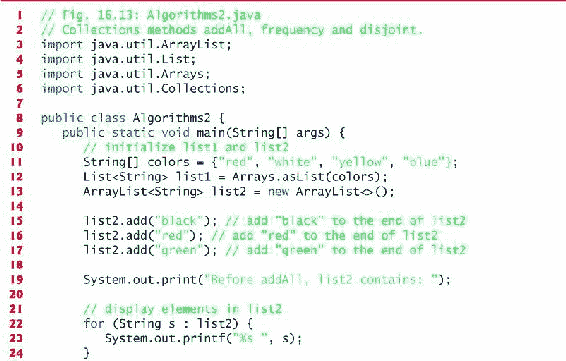 1 // Fig. 16.13: Algorithms2.java
2 // Collections methods addAll, frequency and disjoint.
3 import java.util.ArrayList;
4 import java.util.List;
5 import java.util.Arrays;
6 import java.util.Collections;
7
8 public class Algorithms2 {
9 public static void main(String[] args) {
10 // initialize list1 and list2
11 String[] colors = {"red", "white", "yellow", "blue"};
12 List<String> list1 = Arrays.asList(colors);
13 ArrayList<String> list2 = new ArrayList<>();
14
15 list2.add("black"); // add "black" to the end of list2
16 list2.add("red"); // add "red" to the end of list2
17 list2.add("green"); // add "green" to the end of list2
18
19 System.out.print("Before addAll, list2 contains: ");
20
21 // display elements in list2
22 for (String s : list2) {
23 System.out.printf("%s ", s);
24 }